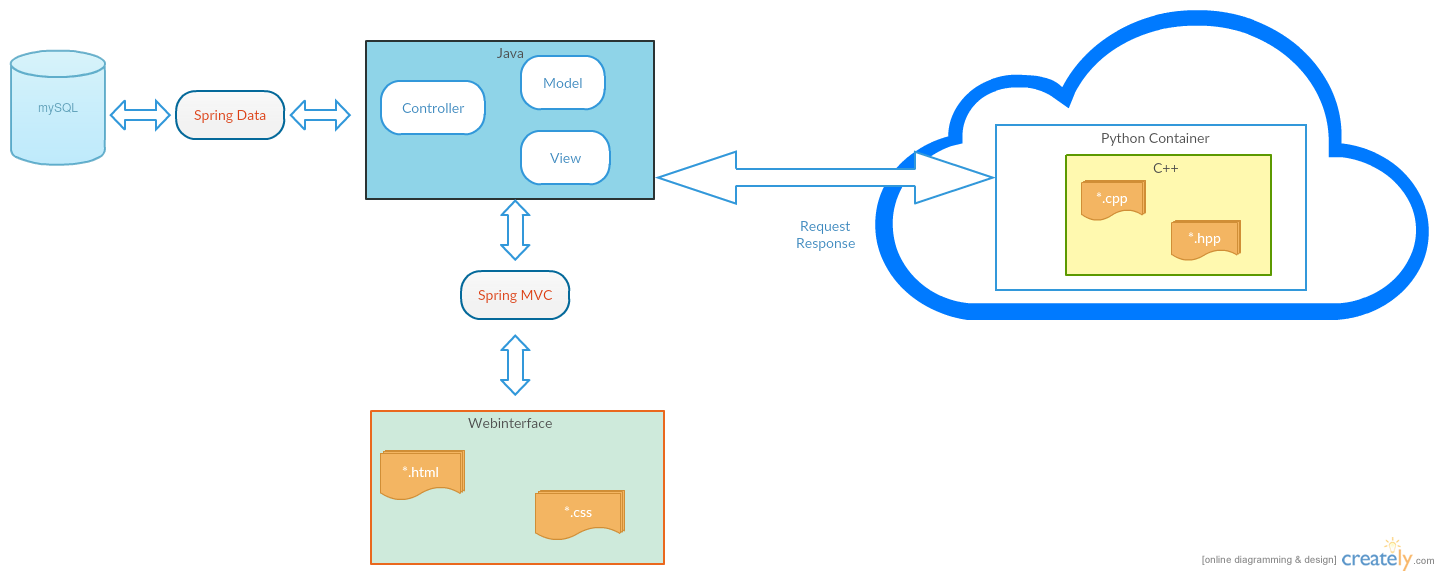 mySQL
Spring Data
Java
Controller
Model
View
Request
Response
Python Container
C++
*.cpp
*.hpp
Spring MVC
Webinterface
*.html
*.css
[online diagramming & design] creately.com